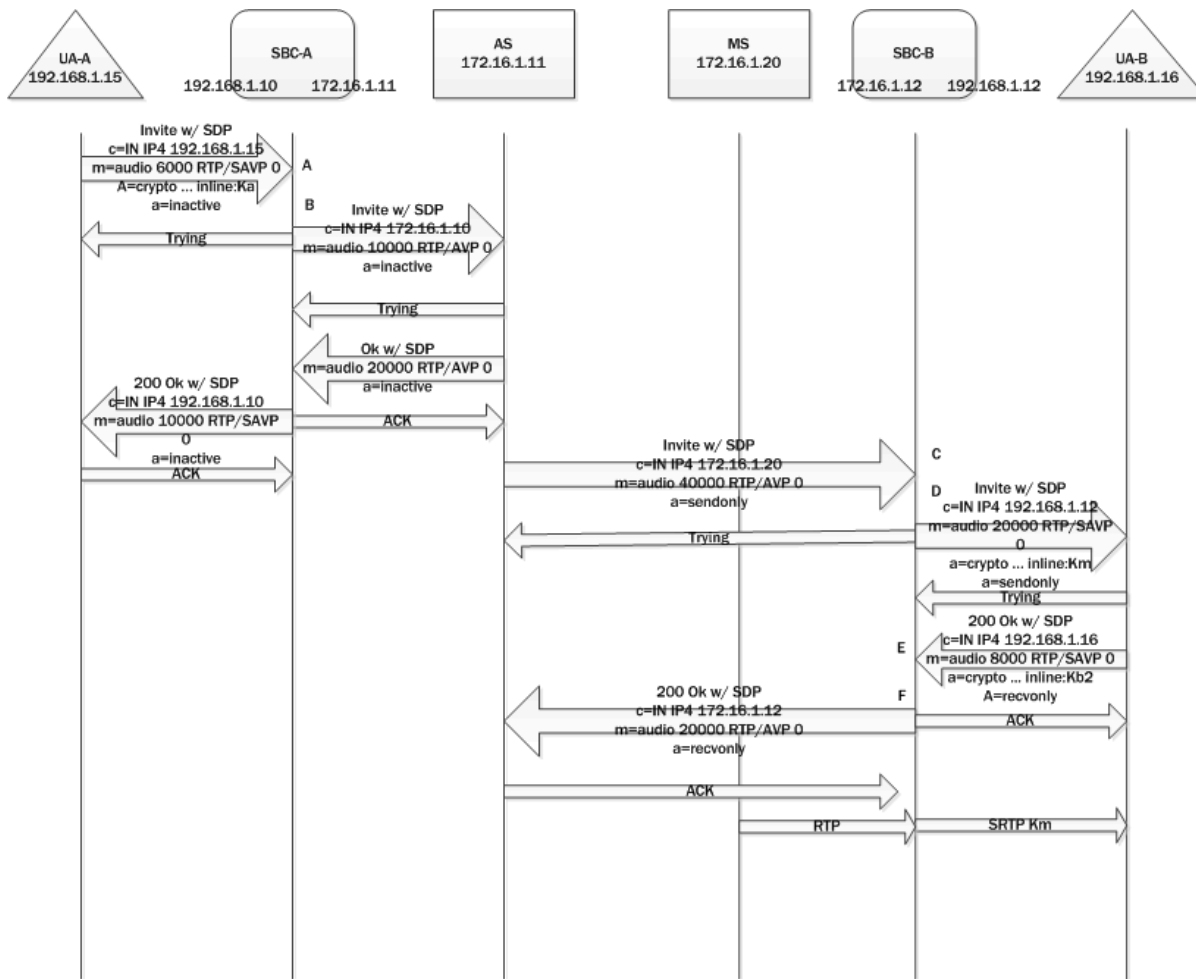 UA-A
192.168.1.15
SBC-A
192.168.1.10 172.16.1.11
AS
172.16.1.11
MS
172.16.1.20
SBC-B
172.16.1.12 192.168.1.12
UA-B
192.168.1.16
Invite w/ SDP
c=IN IP4 192.168.1.15
m=audio 6000 RTP/SAVP 0
A=crypto ... inline:Ka
a=inactive
A
B
Invite w/ SDP
c=IN IP4 172.16.1.10
m=audio 10000 RTP/AVP 0
a=inactive
Trying
Trying
Ok w/ SDP
m=audio 20000 RTP/AVP 0
a=inactive
200 Ok w/ SDP
c=IN IP4 192.168.1.10
m=audio 10000 RTP/SAVP
0
a=inactive
ACK
ACK
Invite w/ SDP
c=IN IP4 172.16.1.20
m=audio 40000 RTP/AVP 0
a=sendonly
C
D
Invite w/ SDP
c=IN IP4 192.168.1.12
m=audio 20000 RTP/SAVP
0
a=crypto ... inline:Km
a=sendonly
Trying
Trying
200 Ok w/ SDP
c=IN IP4 192.168.1.16
m=audio 8000 RTP/SAVP 0
a=crypto ... inline:Kb2
A=recvonly
E
F
200 Ok w/ SDP
c=IN IP4 172.16.1.12
m=audio 20000 RTP/AVP 0
a=recvonly
ACK
ACK
RTP
SRTP Km